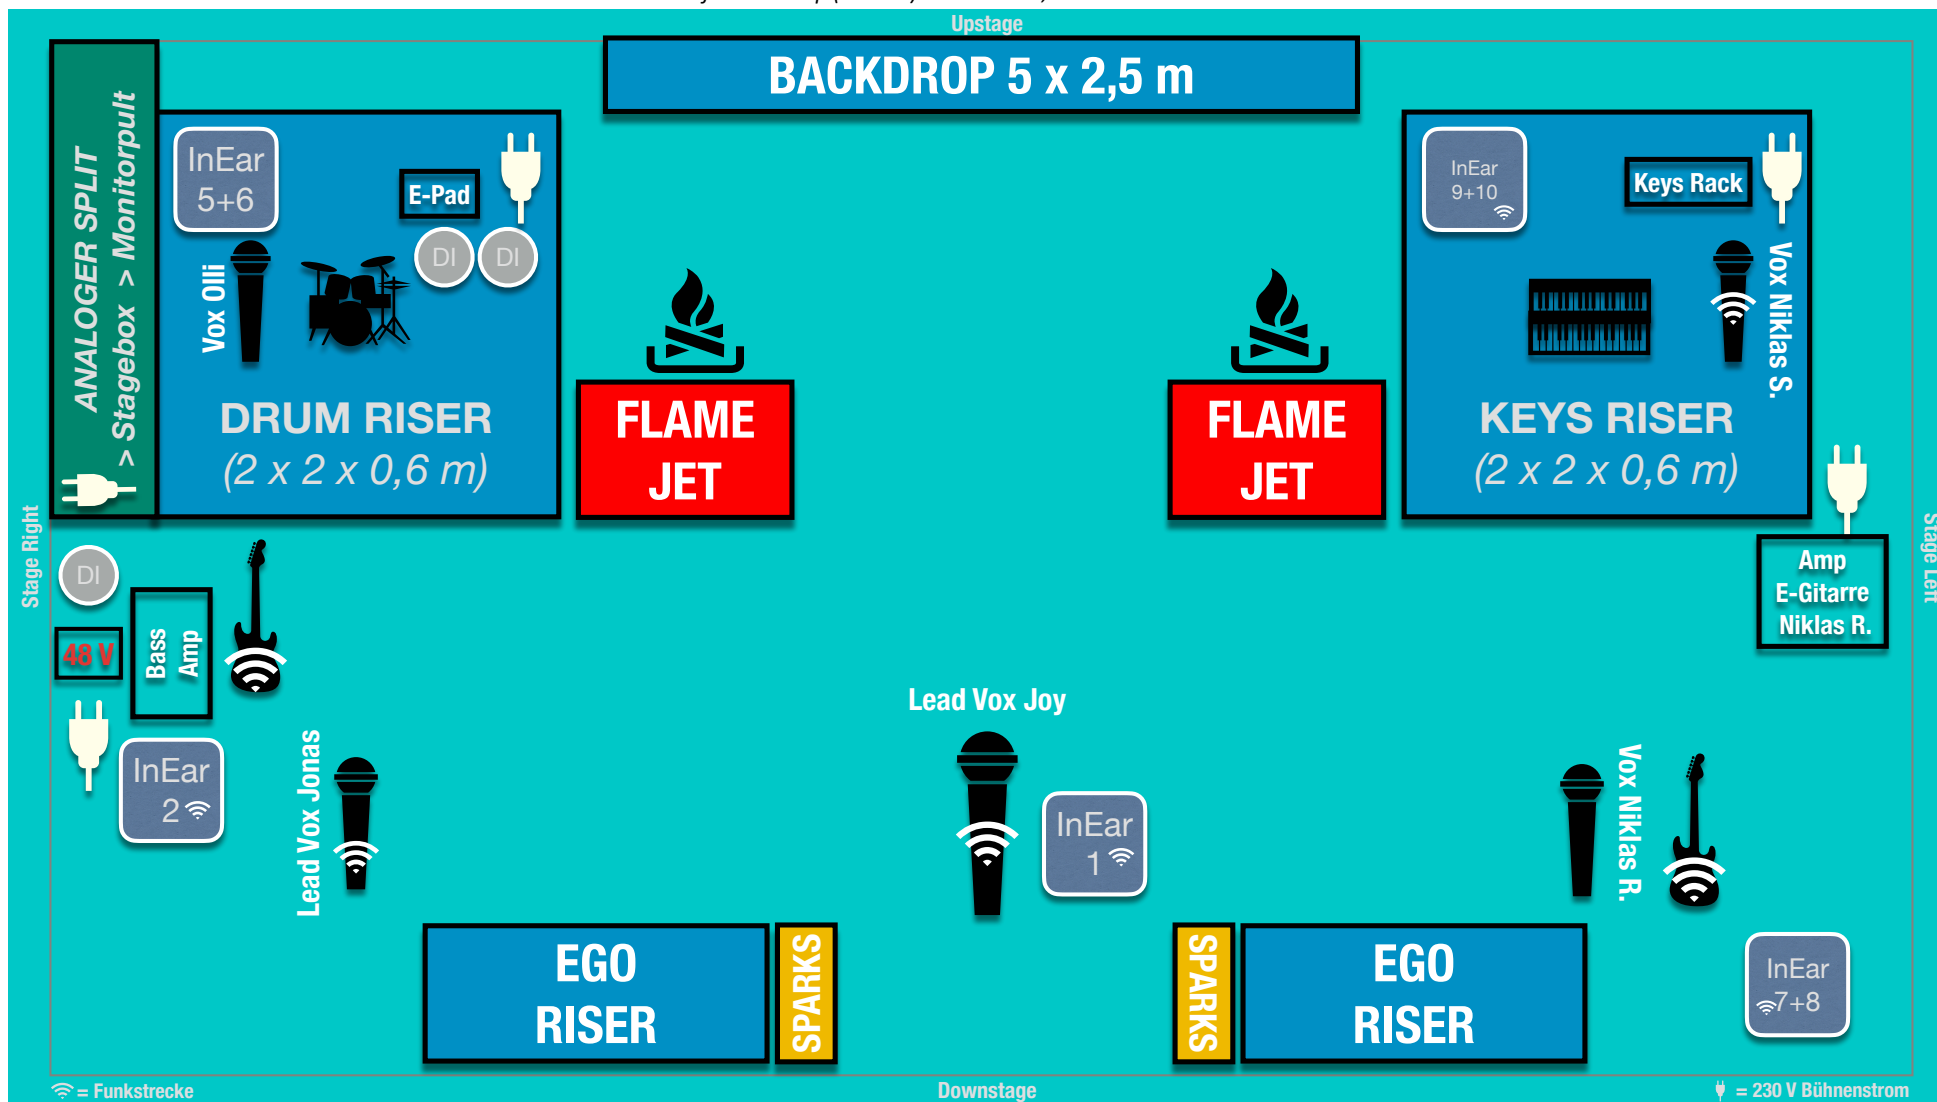 Upstage
BACKDROP 5 x 2,5 m
ANALOGER SPLIT
> Stagebox > Monitorpult
InEar
5+6
E-Pad
DI
DI
Vox Olli
DRUM RISER
(2 x 2 x 0,6 m)
FLAME
JET
FLAME
JET
InEar
9+10
Keys Rack
Vox Niklas S.
KEYS RISER
(2 x 2 x 0,6 m)
Stage Right
Stage Left
DI
48 V
Bass
Amp
Amp
E-Gitarre
Niklas R.
InEar
2
Lead Vox Jonas
Lead Vox Joy
InEar
1
Vox Niklas R.
InEar
7+8
EGO
RISER
SPARKS
SPARKS
EGO
RISER
= Funkstrecke
Downstage
= 230 V Bühnenstrom